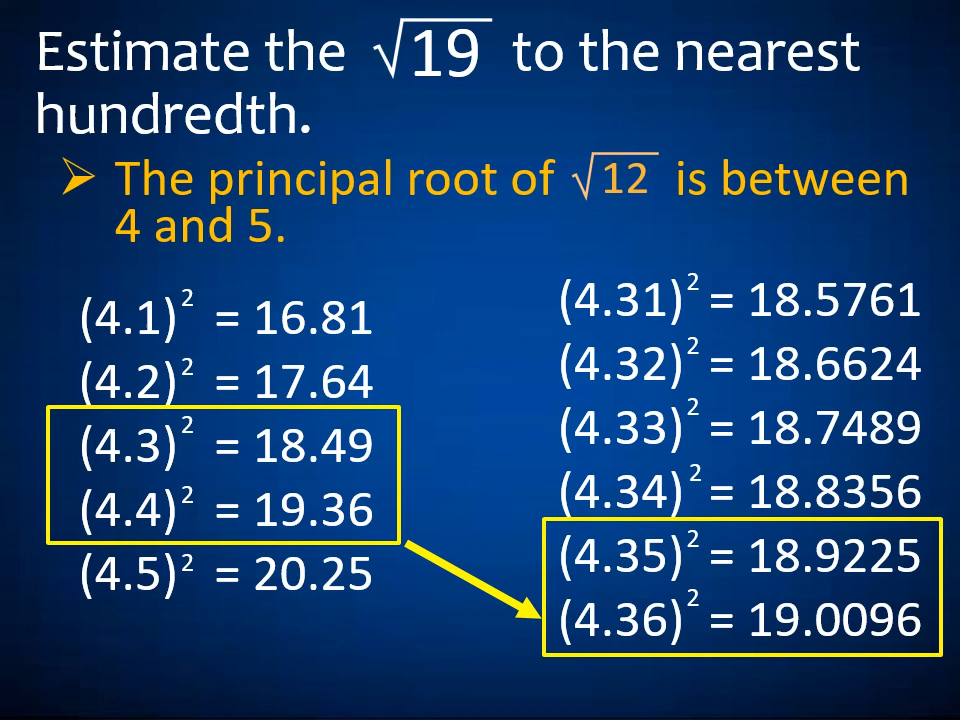 Estimate the √19 to the nearest
hundredth.
➢ The principal root of √12 is between
4 and 5.
(4.1)² = 16.81
(4.2)² = 17.64
(4.3)² = 18.49
(4.4)² = 19.36
(4.5)² = 20.25
(4.31)² = 18.5761
(4.32)² = 18.6624
(4.33)² = 18.7489
(4.34)² = 18.8356
(4.35)² = 18.9225
(4.36)² = 19.0096